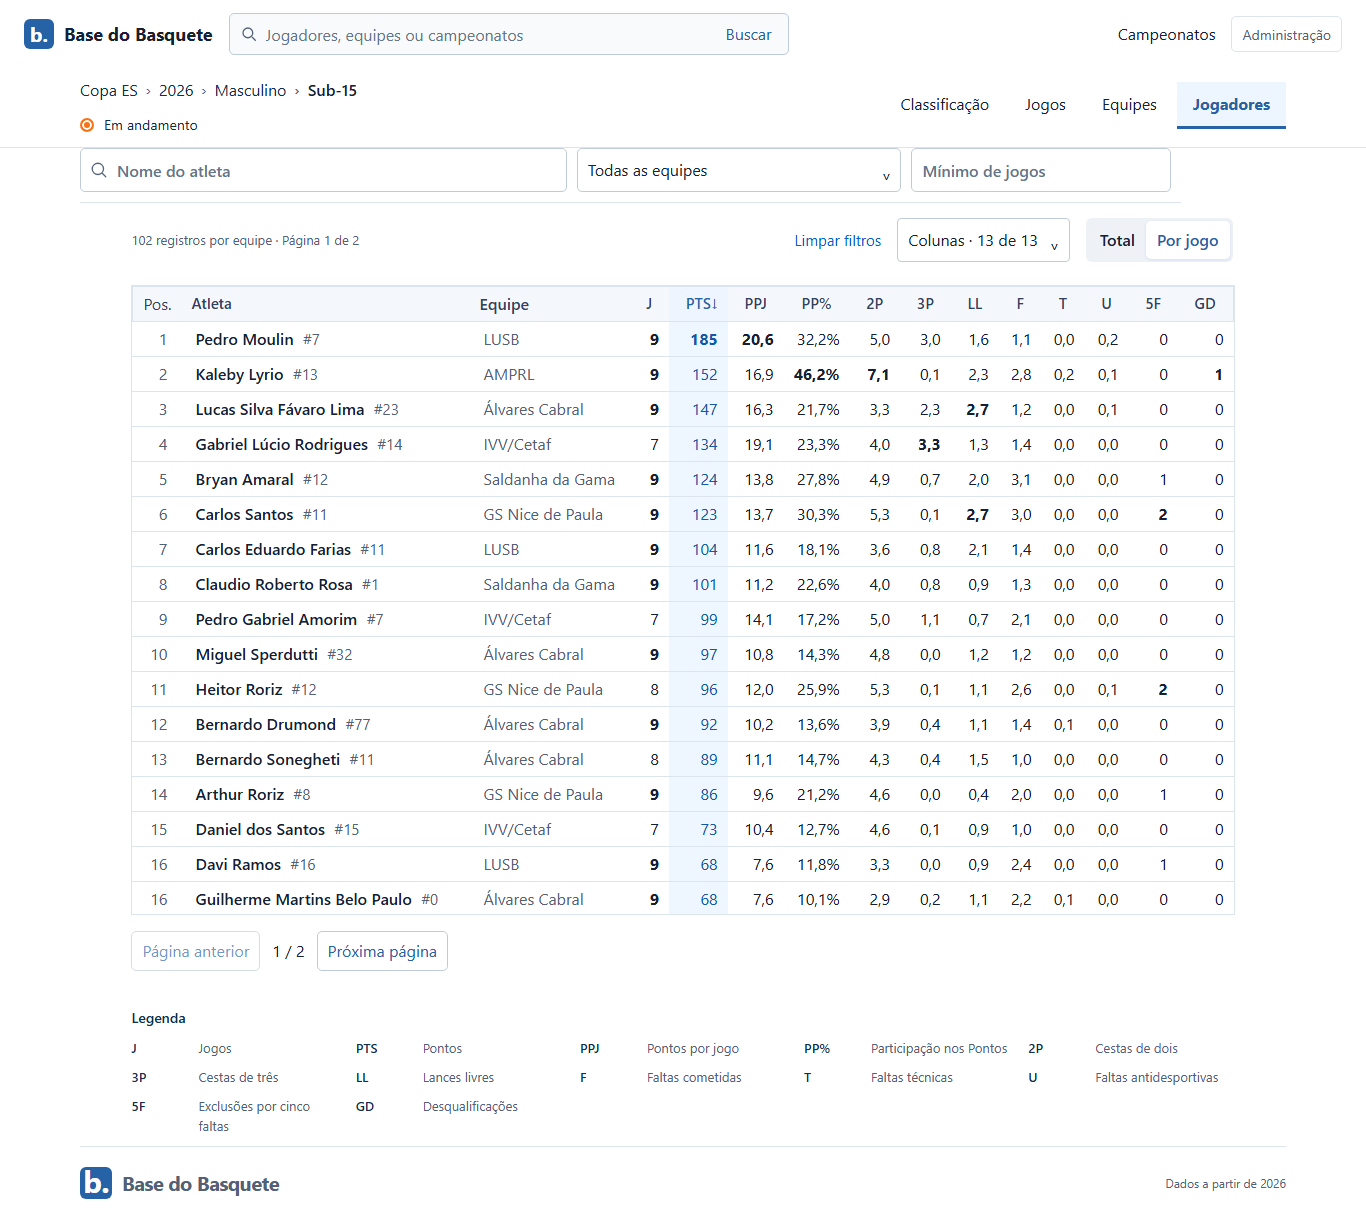 b. Base do Basquete Jogadores, equipes ou campeonatos Buscar Campeonatos Administração
Copa ES › 2026 › Masculino › Sub-15
Em andamento
Classificação Jogos Equipes Jogadores
Nome do atleta Todas as equipes v Mínimo de jogos
102 registros por equipe · Página 1 de 2 Limpar filtros Colunas · 13 de 13 v Total Por jogo
Pos. Atleta Equipe J PTS↓ PPJ PP% 2P 3P LL F T U 5F GD
1 Pedro Moulin #7 LUSB 9 185 20,6 32,2% 5,0 3,0 1,6 1,1 0,0 0,2 0 0
2 Kaleby Lyrio #13 AMPRL 9 152 16,9 46,2% 7,1 0,1 2,3 2,8 0,2 0,1 0 1
3 Lucas Silva Fávaro Lima #23 Álvares Cabral 9 147 16,3 21,7% 3,3 2,3 2,7 1,2 0,0 0,1 0 0
4 Gabriel Lúcio Rodrigues #14 IVV/Cetaf 7 134 19,1 23,3% 4,0 3,3 1,3 1,4 0,0 0,0 0 0
5 Bryan Amaral #12 Saldanha da Gama 9 124 13,8 27,8% 4,9 0,7 2,0 3,1 0,0 0,0 1 0
6 Carlos Santos #11 GS Nice de Paula 9 123 13,7 30,3% 5,3 0,1 2,7 3,0 0,0 0,0 2 0
7 Carlos Eduardo Farias #11 LUSB 9 104 11,6 18,1% 3,6 0,8 2,1 1,4 0,0 0,0 0 0
8 Claudio Roberto Rosa #1 Saldanha da Gama 9 101 11,2 22,6% 4,0 0,8 0,9 1,3 0,0 0,0 0 0
9 Pedro Gabriel Amorim #7 IVV/Cetaf 7 99 14,1 17,2% 5,0 1,1 0,7 2,1 0,0 0,0 0 0
10 Miguel Sperdutti #32 Álvares Cabral 9 97 10,8 14,3% 4,8 0,0 1,2 1,2 0,0 0,0 0 0
11 Heitor Roriz #12 GS Nice de Paula 8 96 12,0 25,9% 5,3 0,1 1,1 2,6 0,0 0,1 2 0
12 Bernardo Drumond #77 Álvares Cabral 9 92 10,2 13,6% 3,9 0,4 1,1 1,4 0,1 0,0 0 0
13 Bernardo Sonegheti #11 Álvares Cabral 8 89 11,1 14,7% 4,3 0,4 1,5 1,0 0,0 0,0 0 0
14 Arthur Roriz #8 GS Nice de Paula 9 86 9,6 21,2% 4,6 0,0 0,4 2,0 0,0 0,0 1 0
15 Daniel dos Santos #15 IVV/Cetaf 7 73 10,4 12,7% 4,6 0,1 0,9 1,0 0,0 0,0 0 0
16 Davi Ramos #16 LUSB 9 68 7,6 11,8% 3,3 0,0 0,9 2,4 0,0 0,0 1 0
16 Guilherme Martins Belo Paulo #0 Álvares Cabral 9 68 7,6 10,1% 2,9 0,2 1,1 2,2 0,1 0,0 0 0
Página anterior 1 / 2 Próxima página
Legenda
J Jogos PTS Pontos PPJ Pontos por jogo PP% Participação nos Pontos 2P Cestas de dois
3P Cestas de três LL Lances livres F Faltas cometidas T Faltas técnicas U Faltas antidesportivas
5F Exclusões por cinco faltas GD Desqualificações
b. Base do Basquete Dados a partir de 2026